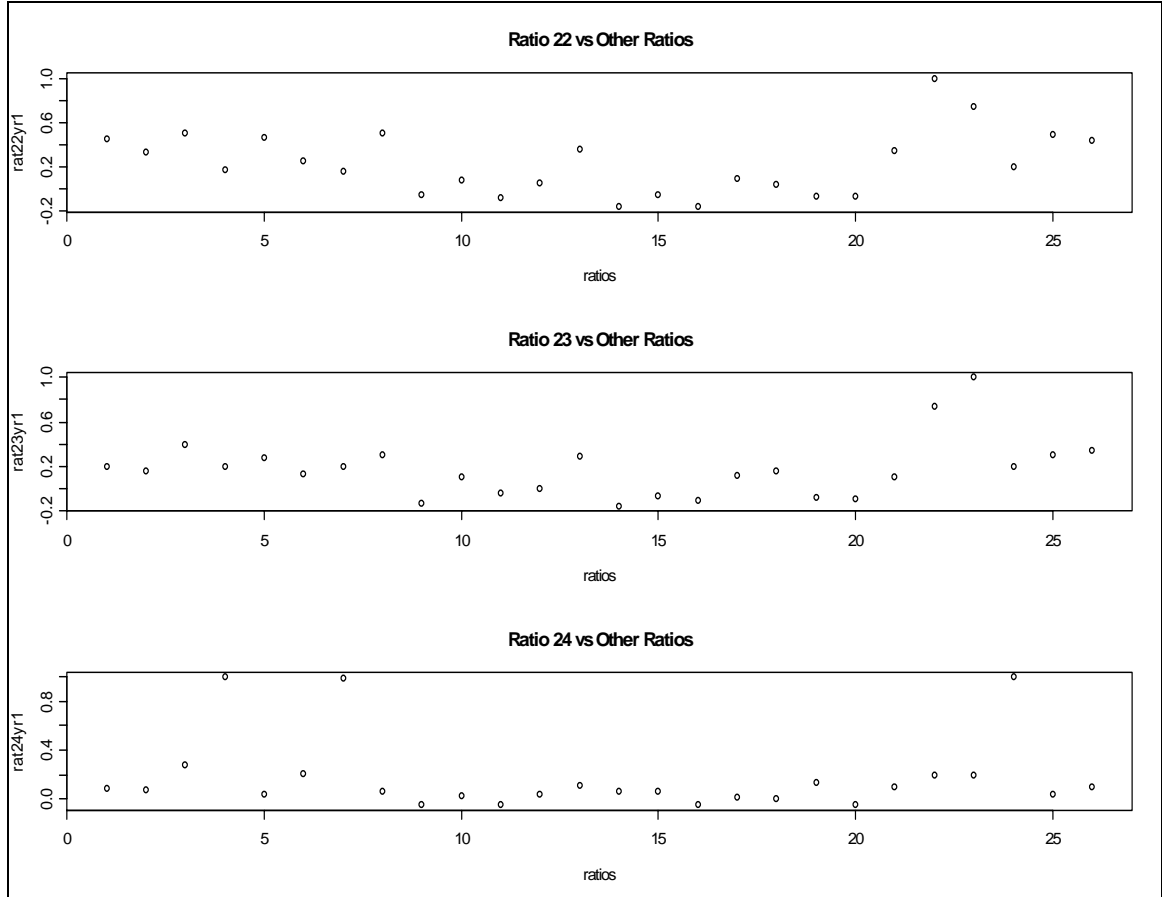 Ratio 22 vs Other Ratios
rat22yr1
1.0
0.6
0.2
-0.2
0 5 10 15 20 25
ratios
Ratio 23 vs Other Ratios
rat23yr1
1.0
0.6
0.2
-0.2
0 5 10 15 20 25
ratios
Ratio 24 vs Other Ratios
rat24yr1
0.8
0.4
0.0
0 5 10 15 20 25
ratios